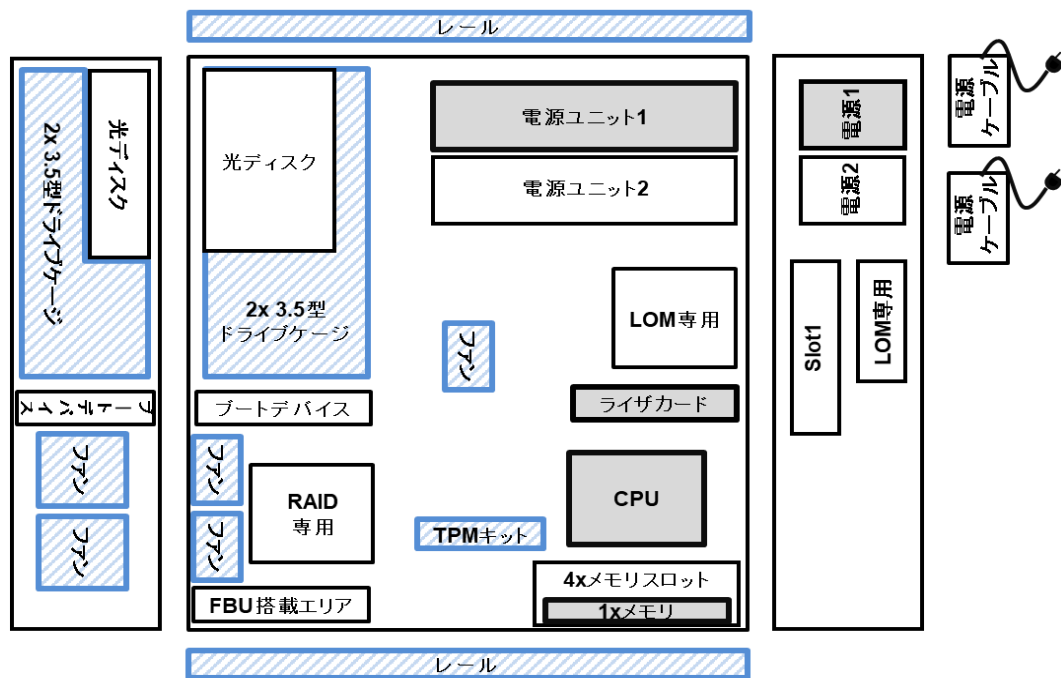 レール
光ディスク
2x 3.5型ドライブケージ
ブートデバイス
ファン
ファン
光ディスク
2x 3.5型
ドライブケージ
電源ユニット1
電源ユニット2
LOM専用
ファン
ブートデバイス
ライザカード
ファン
ファン
RAID
専用
CPU
TPMキット
FBU搭載エリア
4xメモリスロット
1xメモリ
レール
電源1
電源2
Slot1
LOM専用
電源
ケーブル
電源
ケーブル